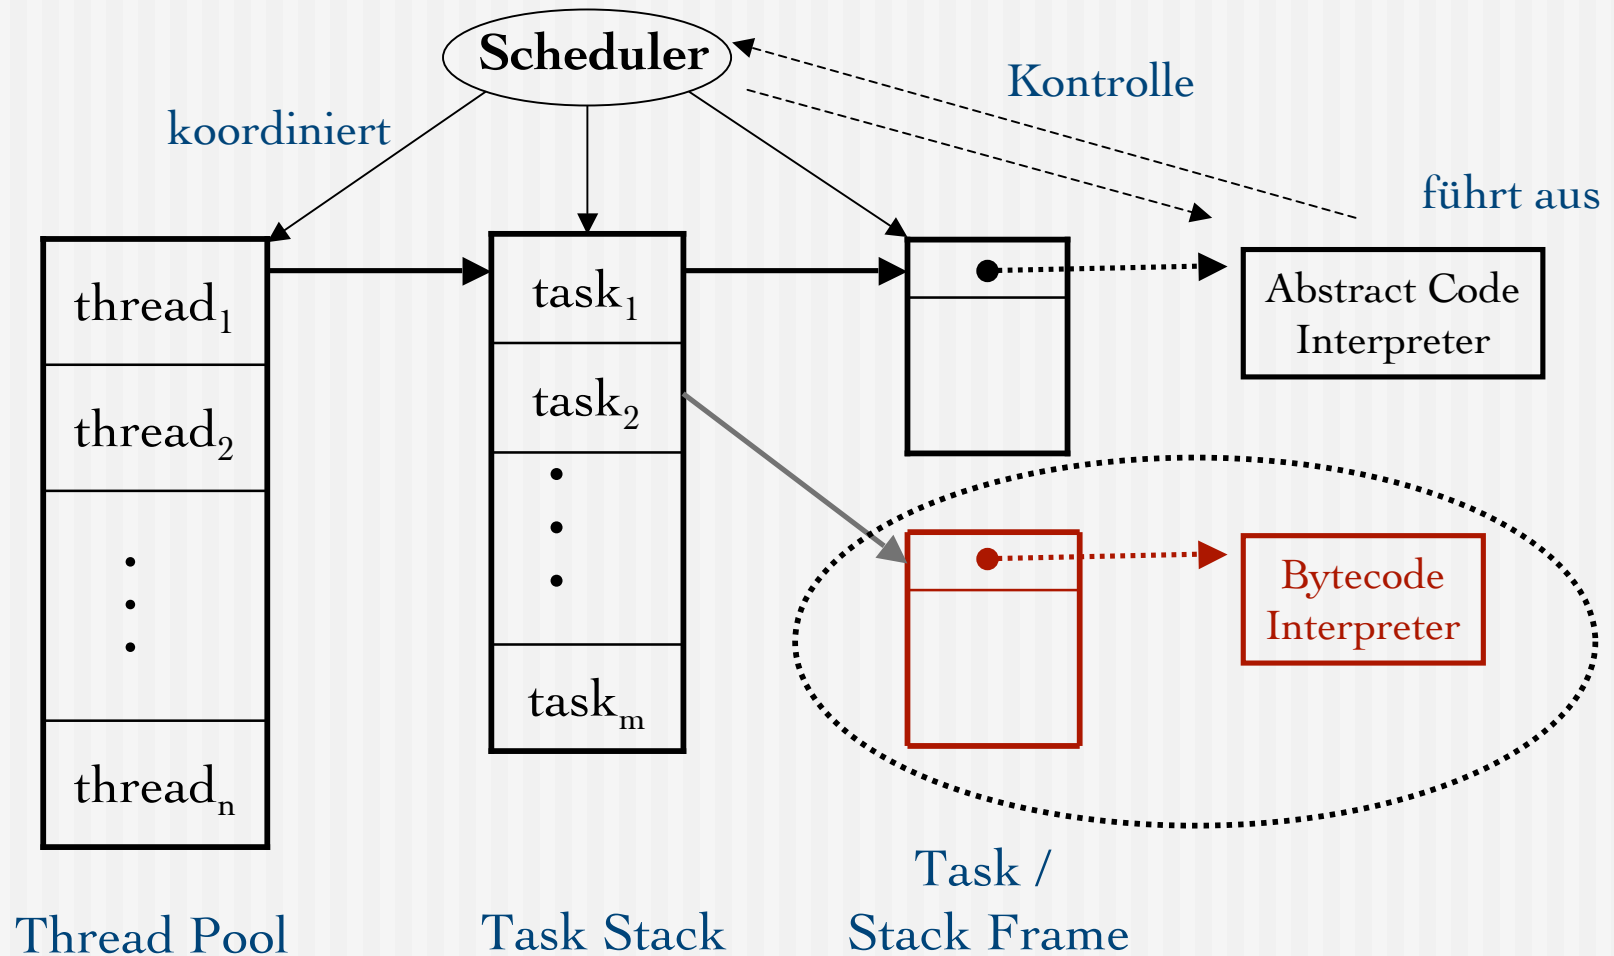 Scheduler
Kontrolle
koordiniert
führt aus
thread1
thread2
threadn
task1
task2
taskm
Abstract Code
Interpreter
Bytecode
Interpreter
Thread Pool
Task Stack
Task /
Stack Frame